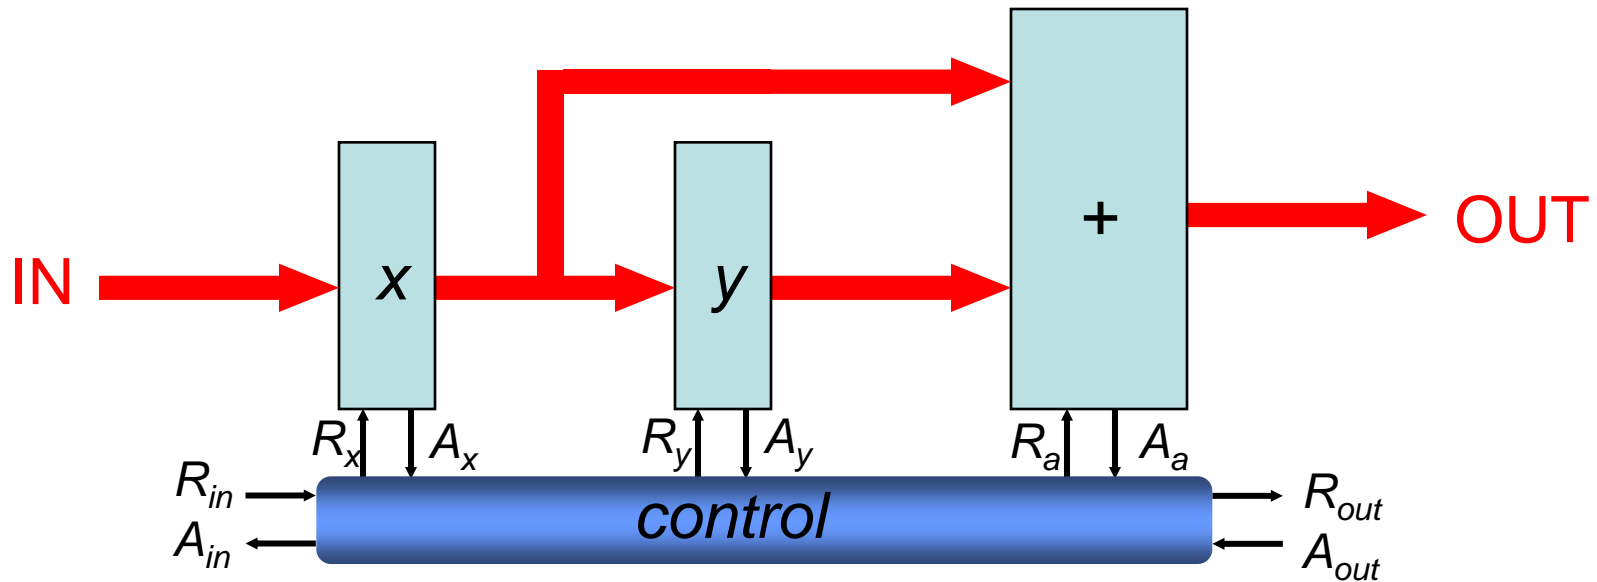 +
OUT
IN
x
y
Rx
Ax
Ry
Ay
Ra
Aa
Rin
Ain
control
Rout
Aout